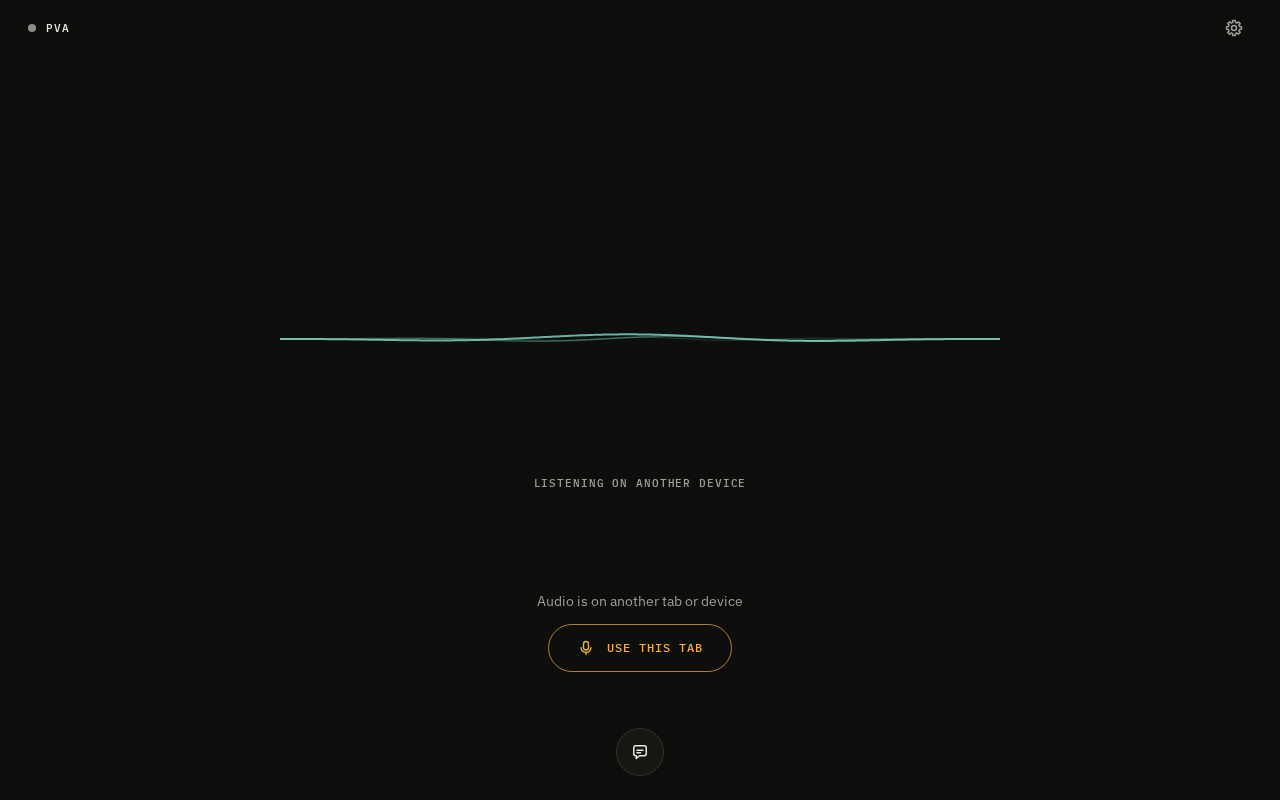 PVA
LISTENING ON ANOTHER DEVICE
Audio is on another tab or device
USE THIS TAB